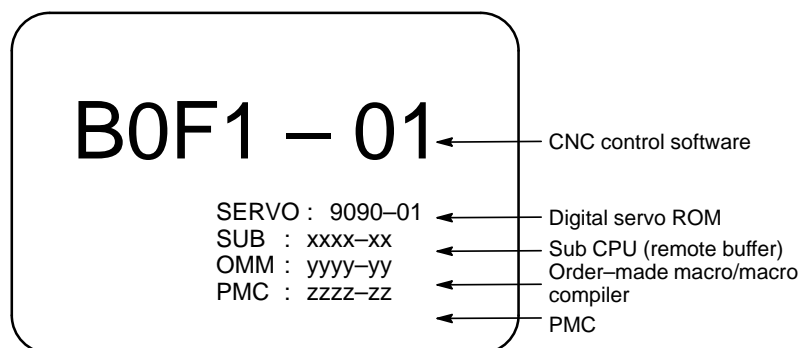 B0F1 – 01
CNC control software
SERVO : 9090–01
Digital servo ROM
SUB : xxxx–xx
Sub CPU (remote buffer)
OMM : yyyy–yy
Order–made macro/macro
compiler
PMC : zzzz–zz
PMC